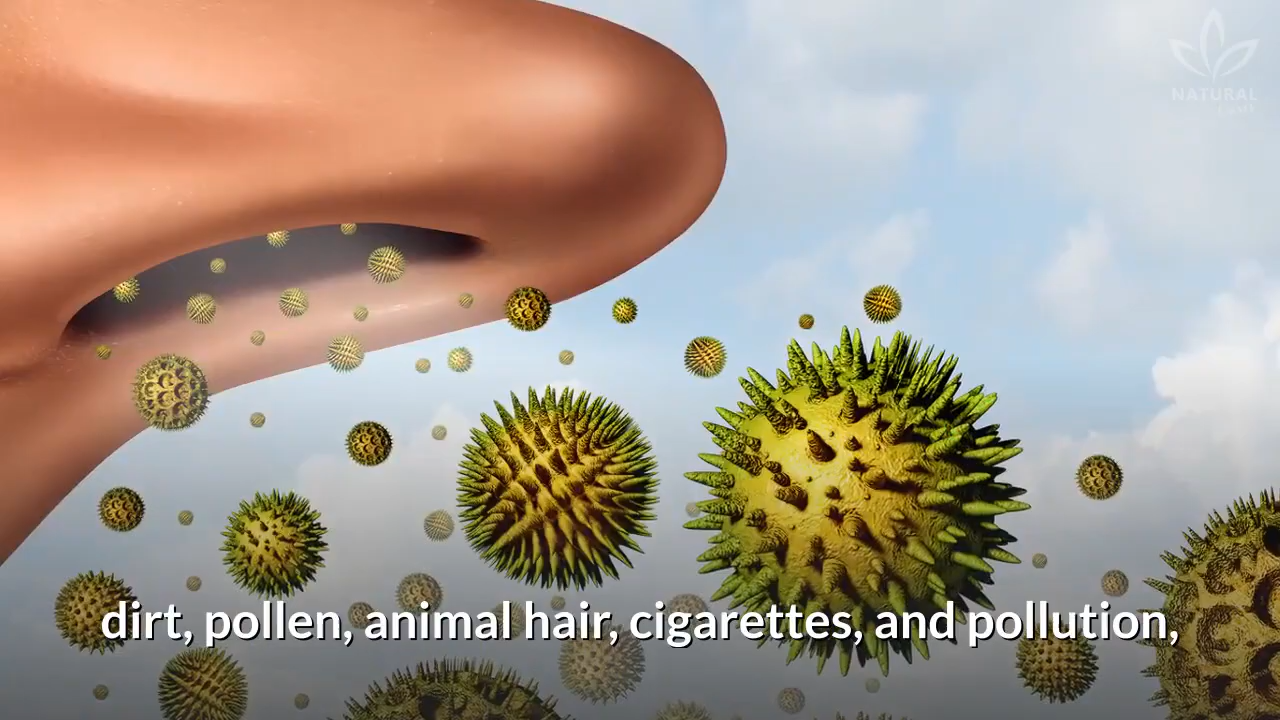 NATURAL
dirt, pollen, animal hair, cigarettes, and pollution,